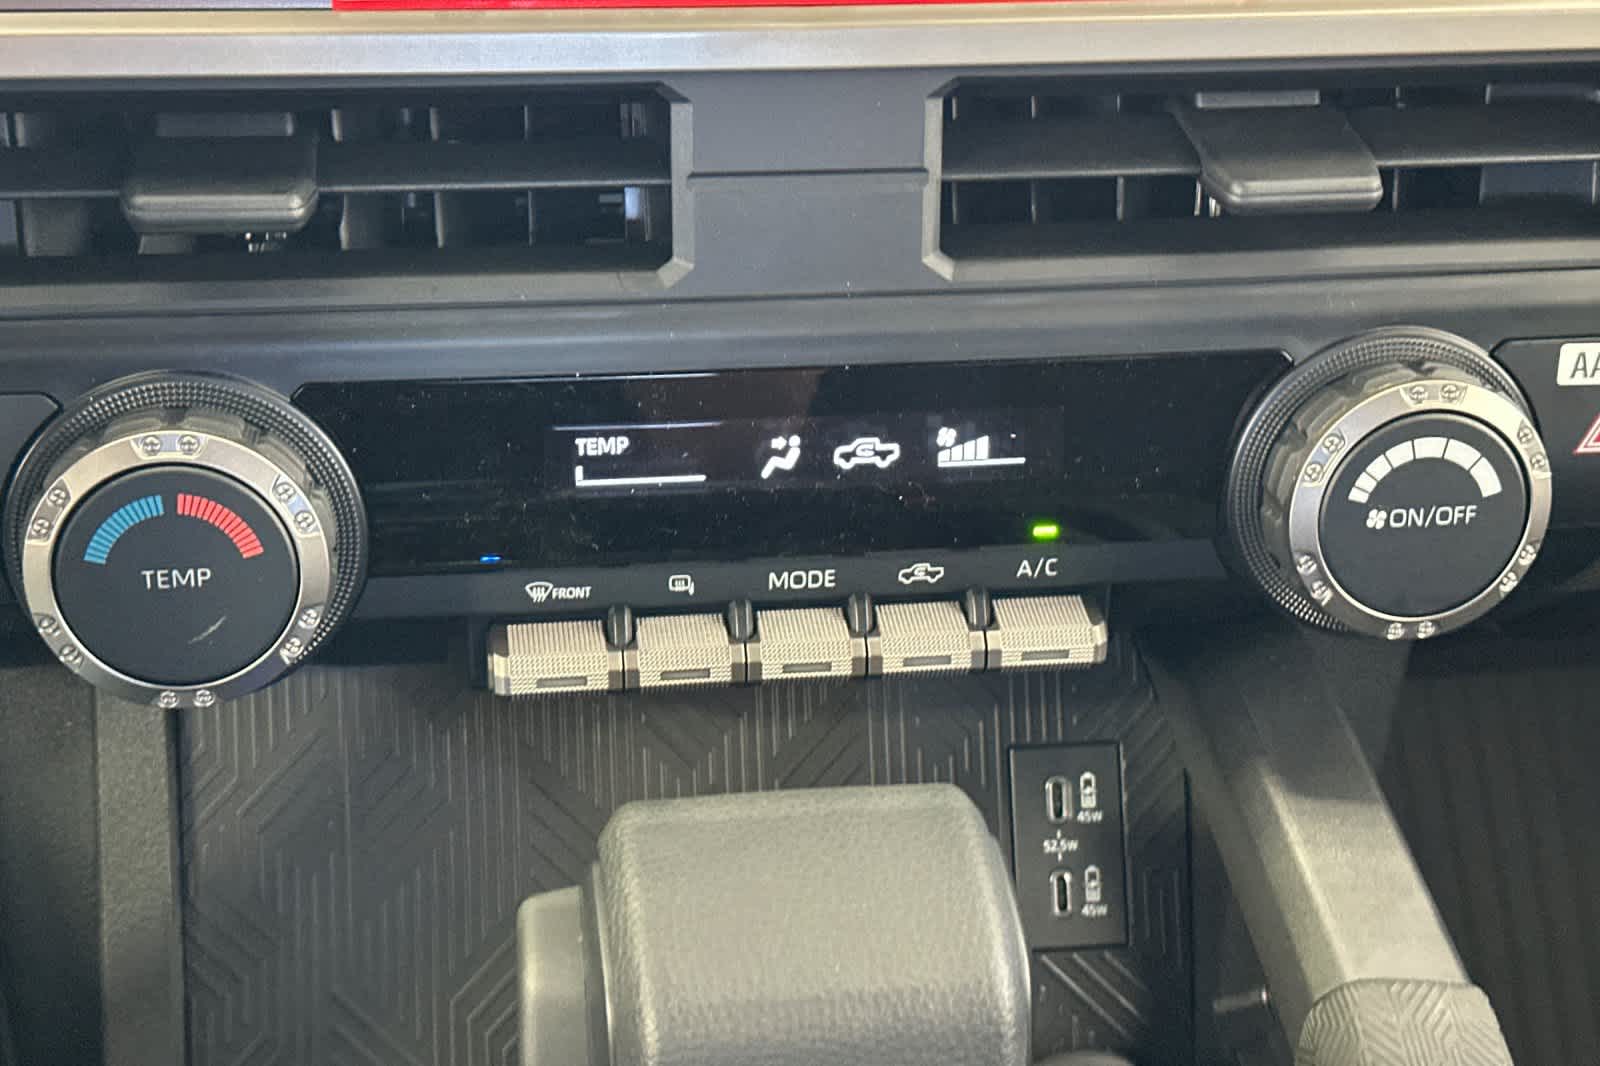 TEMP
TEMP
ON/OFF
FRONT
MODE
A/C
45W
52.5W
45W